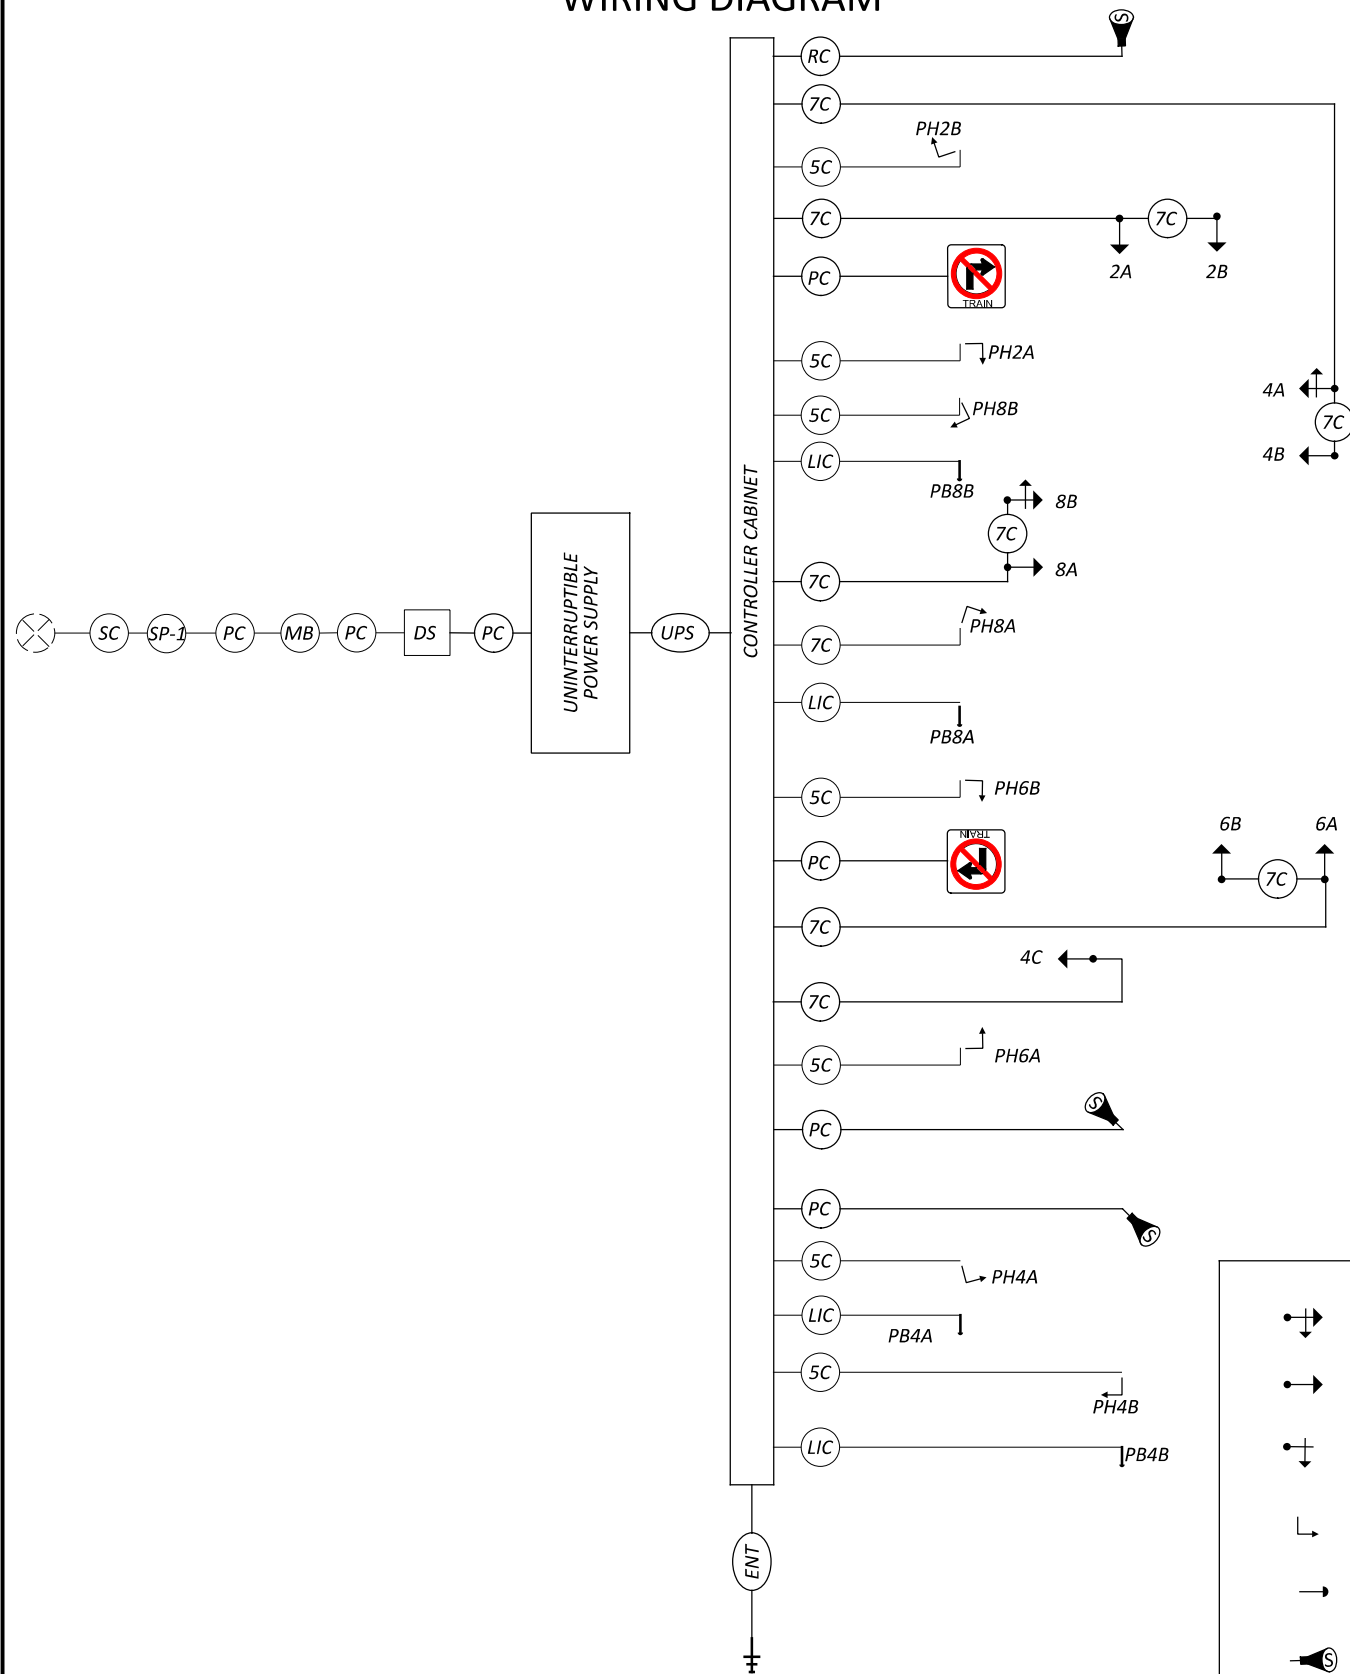 WIRING DIAGRAM
S
RC
7C
PH2B
5C
7C
7C
2A
2B
PC
TRAIN
5C
PH2A
4A
5C
PH8B
7C
4B
LIC
PB8B
8B
7C
7C
8A
CONTROLLER CABINET
UNINTERRUPTIBLE
POWER SUPPLY
SC
SP-1
PC
MB
PC
DS
PC
UPS
7C
PH8A
LIC
PB8A
5C
PH6B
6B
6A
TRAIN
PC
7C
7C
4C
7C
5C
PH6A
S
PC
PC
S
5C
PH4A
LIC
PB4A
5C
PH4B
LIC
PB4B
ENT
S